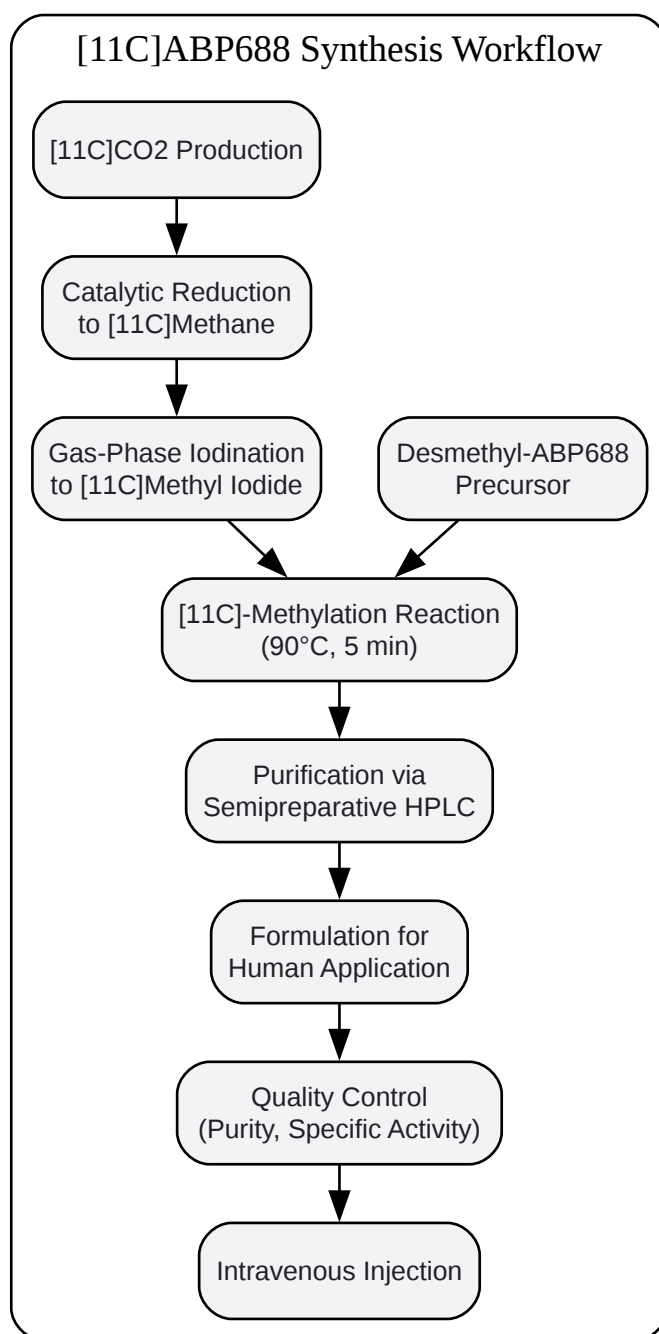 [11C]ABP688 Synthesis Workflow
[11C]CO2 Production
Catalytic Reduction
to [11C]Methane
Gas-Phase Iodination
to [11C]Methyl Iodide
Desmethyl-ABP688
Precursor
[11C]-Methylation Reaction
(90°C, 5 min)
Purification via
Semipreparative HPLC
Formulation for
Human Application
Quality Control
(Purity, Specific Activity)
Intravenous Injection